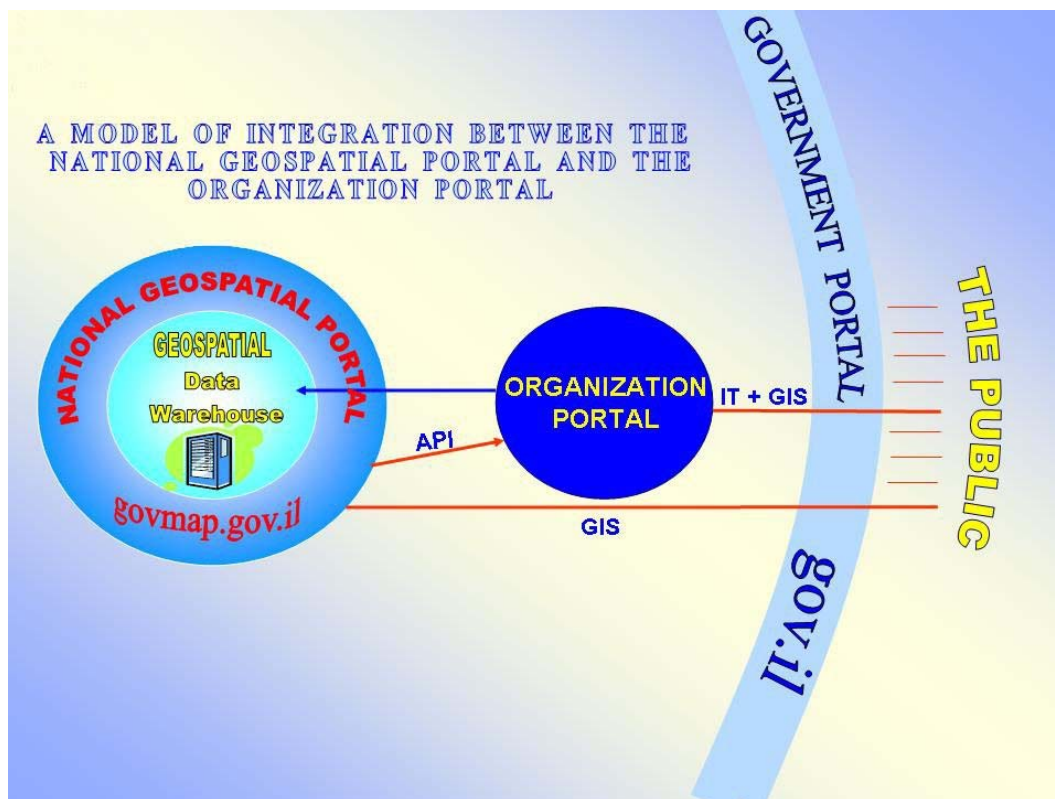 A MODEL OF INTEGRATION BETWEEN THE
NATIONAL GEOSPATIAL PORTAL AND THE
ORGANIZATION PORTAL
NATIONAL GEOSPATIAL PORTAL
GEOSPATIAL
Data
Warehouse
govmap.gov.il
API
ORGANIZATION
PORTAL
IT + GIS
GIS
GOVERNMENT PORTAL
gov.il
THE PUBLIC